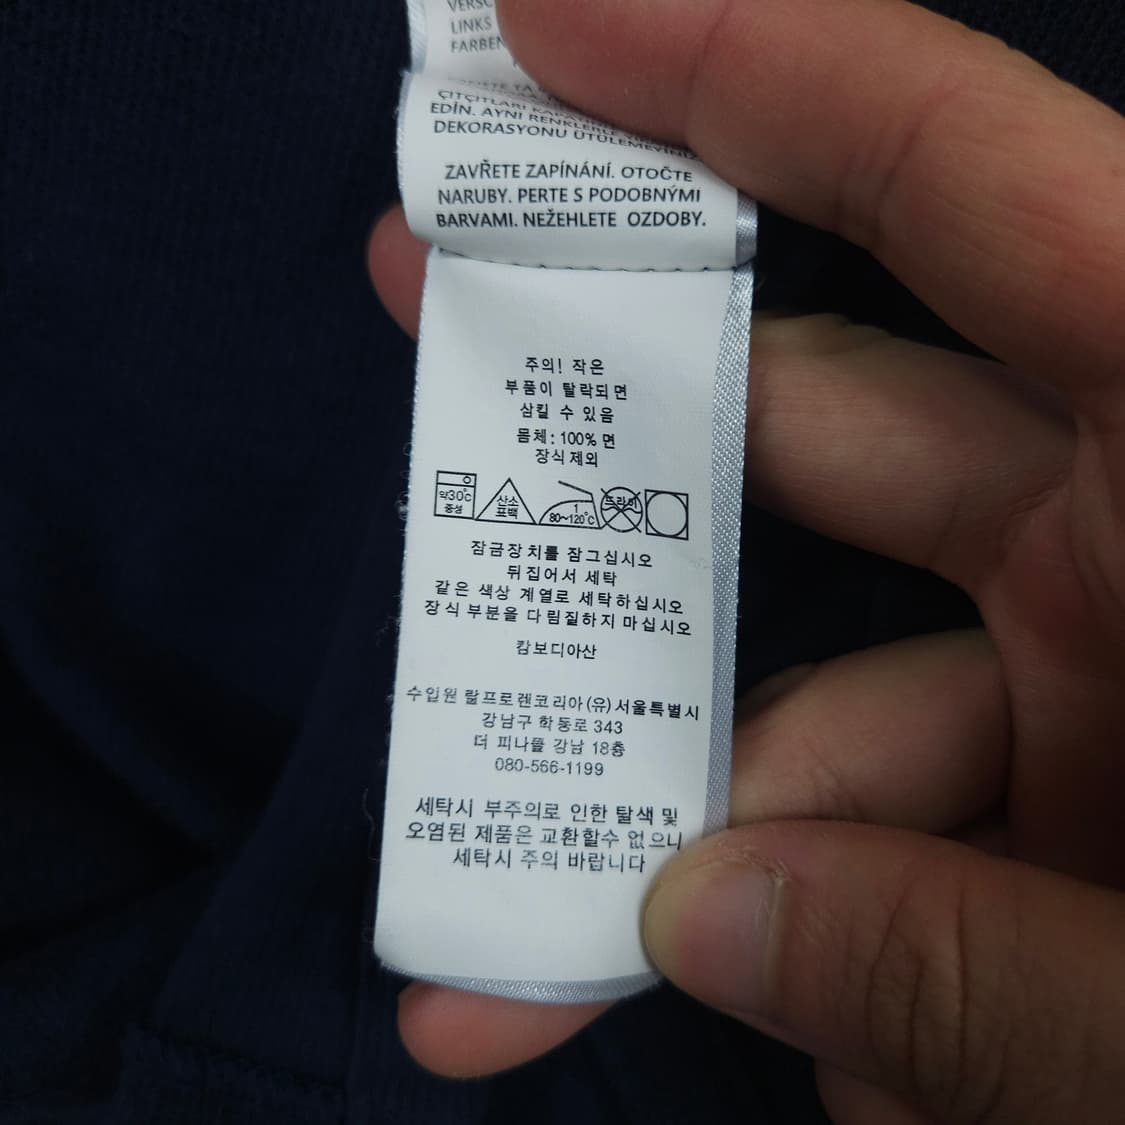 LINKS
ÇITÇITLARI
EDİN. AYNI RENKLERLE
DEKORASYONU ÜTÜLEMEYİNİZ
ZAVŘETE ZAPÍNÁNÍ. OTOČTE
NARUBY. PERTE S PODOBNÝMI
BARVAMI. NEŽEHLETE OZDOBY.
주의! 작은
부품이 탈락되면
삼킬 수 있음
몸체: 100% 면
장식제외
약30℃
중성
산소
표백
1
80~120℃
드라이
잠금장치를 잠그십시오
뒤집어서 세탁
같은 색상 계열로 세탁하십시오
장식 부분을 다림질하지 마십시오
캄보디아산
수입원 랄프로렌코리아(유)서울특별시
강남구 학동로 343
더 피나클 강남 18층
080-566-1199
세탁시 부주의로 인한 탈색 및
오염된 제품은 교환할수 없으니
세탁시 주의 바랍니다